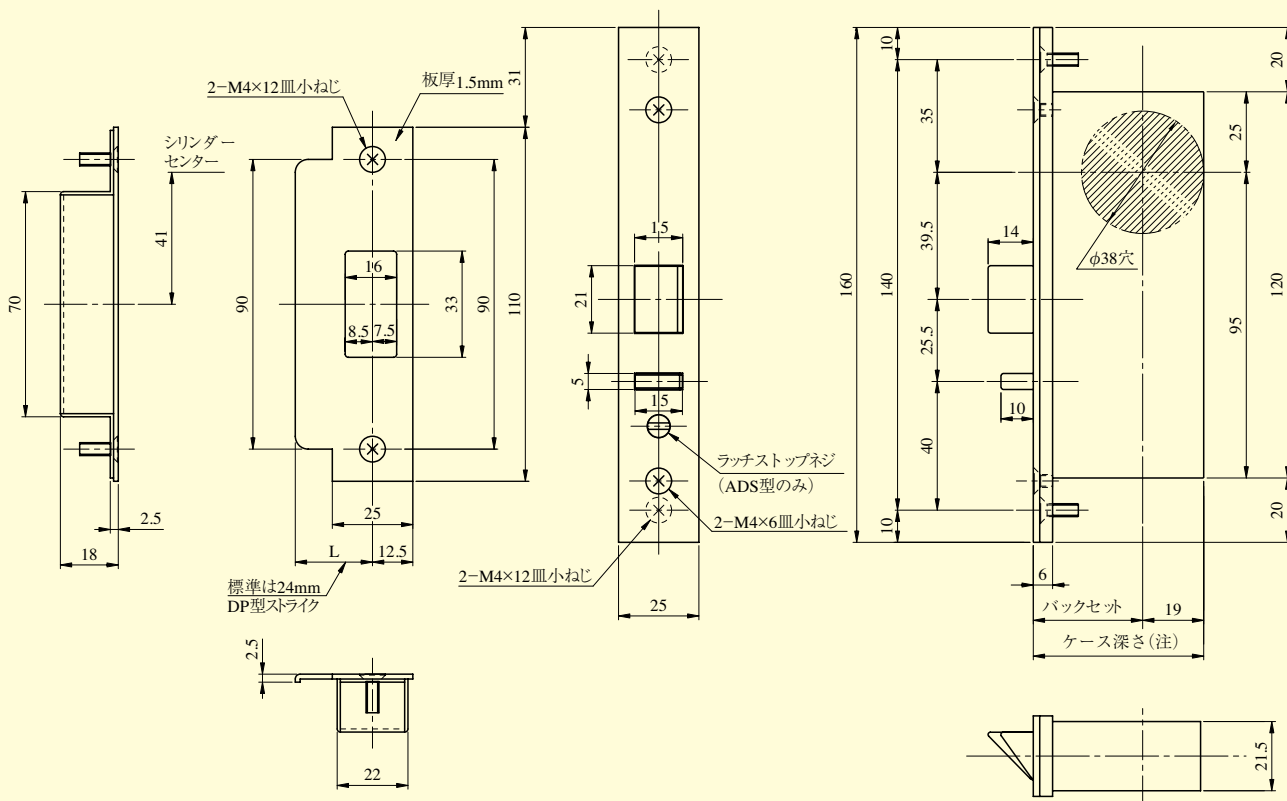 2−M4×12皿小ねじ
板厚1.5mm
シリンダー
センター
41
70
2.5
18
90
16
8.5
7.5
33
90
110
31
25
L
12.5
標準は24mm
DP型ストライク
2.5
22
15
21
5
15
ラッチストップネジ
(ADS型のみ)
2−M4×6皿小ねじ
2−M4×12皿小ねじ
25
160
140
10
35
39.5
25.5
40
10
14
10
φ38穴
20
25
120
95
20
6
バックセット
19
ケース深さ(注)
21.5